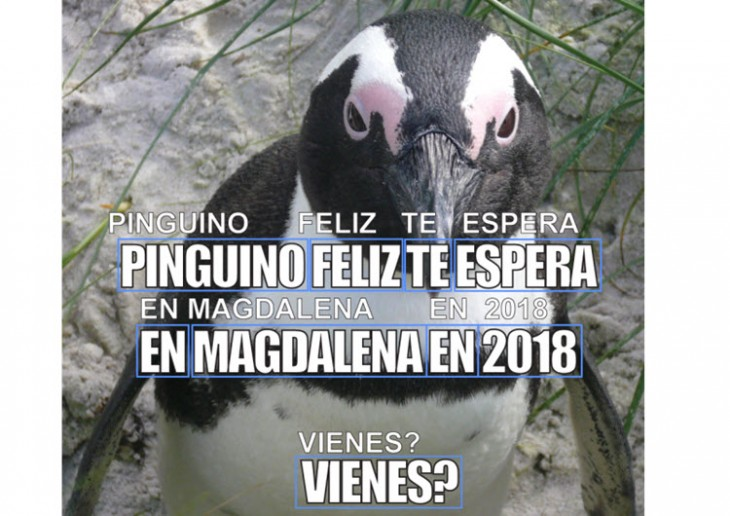 PINGUINO FELIZ TE ESPERA
PINGUINO FELIZ TE ESPERA
EN MAGDALENA EN 2018
EN MAGDALENA EN 2018
VIENES?
VIENES?